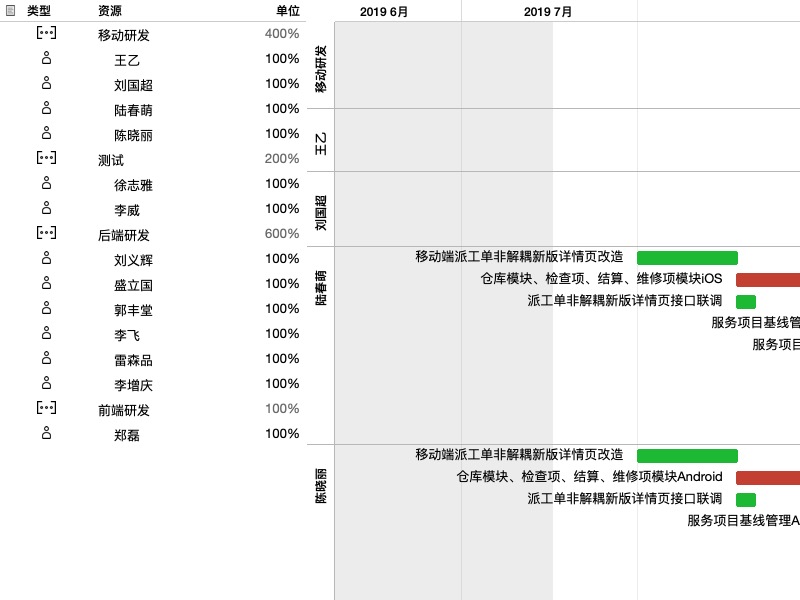 类型 资源 单位
移动研发 400%
王乙 100%
刘国超 100%
陆春萌 100%
陈晓丽 100%
测试 200%
徐志雅 100%
李威 100%
后端研发 600%
刘义辉 100%
盛立国 100%
郭丰堂 100%
李飞 100%
雷森品 100%
李增庆 100%
前端研发 100%
郑磊 100%
2019 6月 2019 7月
移动研发
王乙
刘国超
陆春萌
移动端派工单非解耦新版详情页改造
仓库模块、检查项、结算、维修项模块iOS
派工单非解耦新版详情页接口联调
服务项目基线管
服务项目
陈晓丽
移动端派工单非解耦新版详情页改造
仓库模块、检查项、结算、维修项模块Android
派工单非解耦新版详情页接口联调
服务项目基线管理A